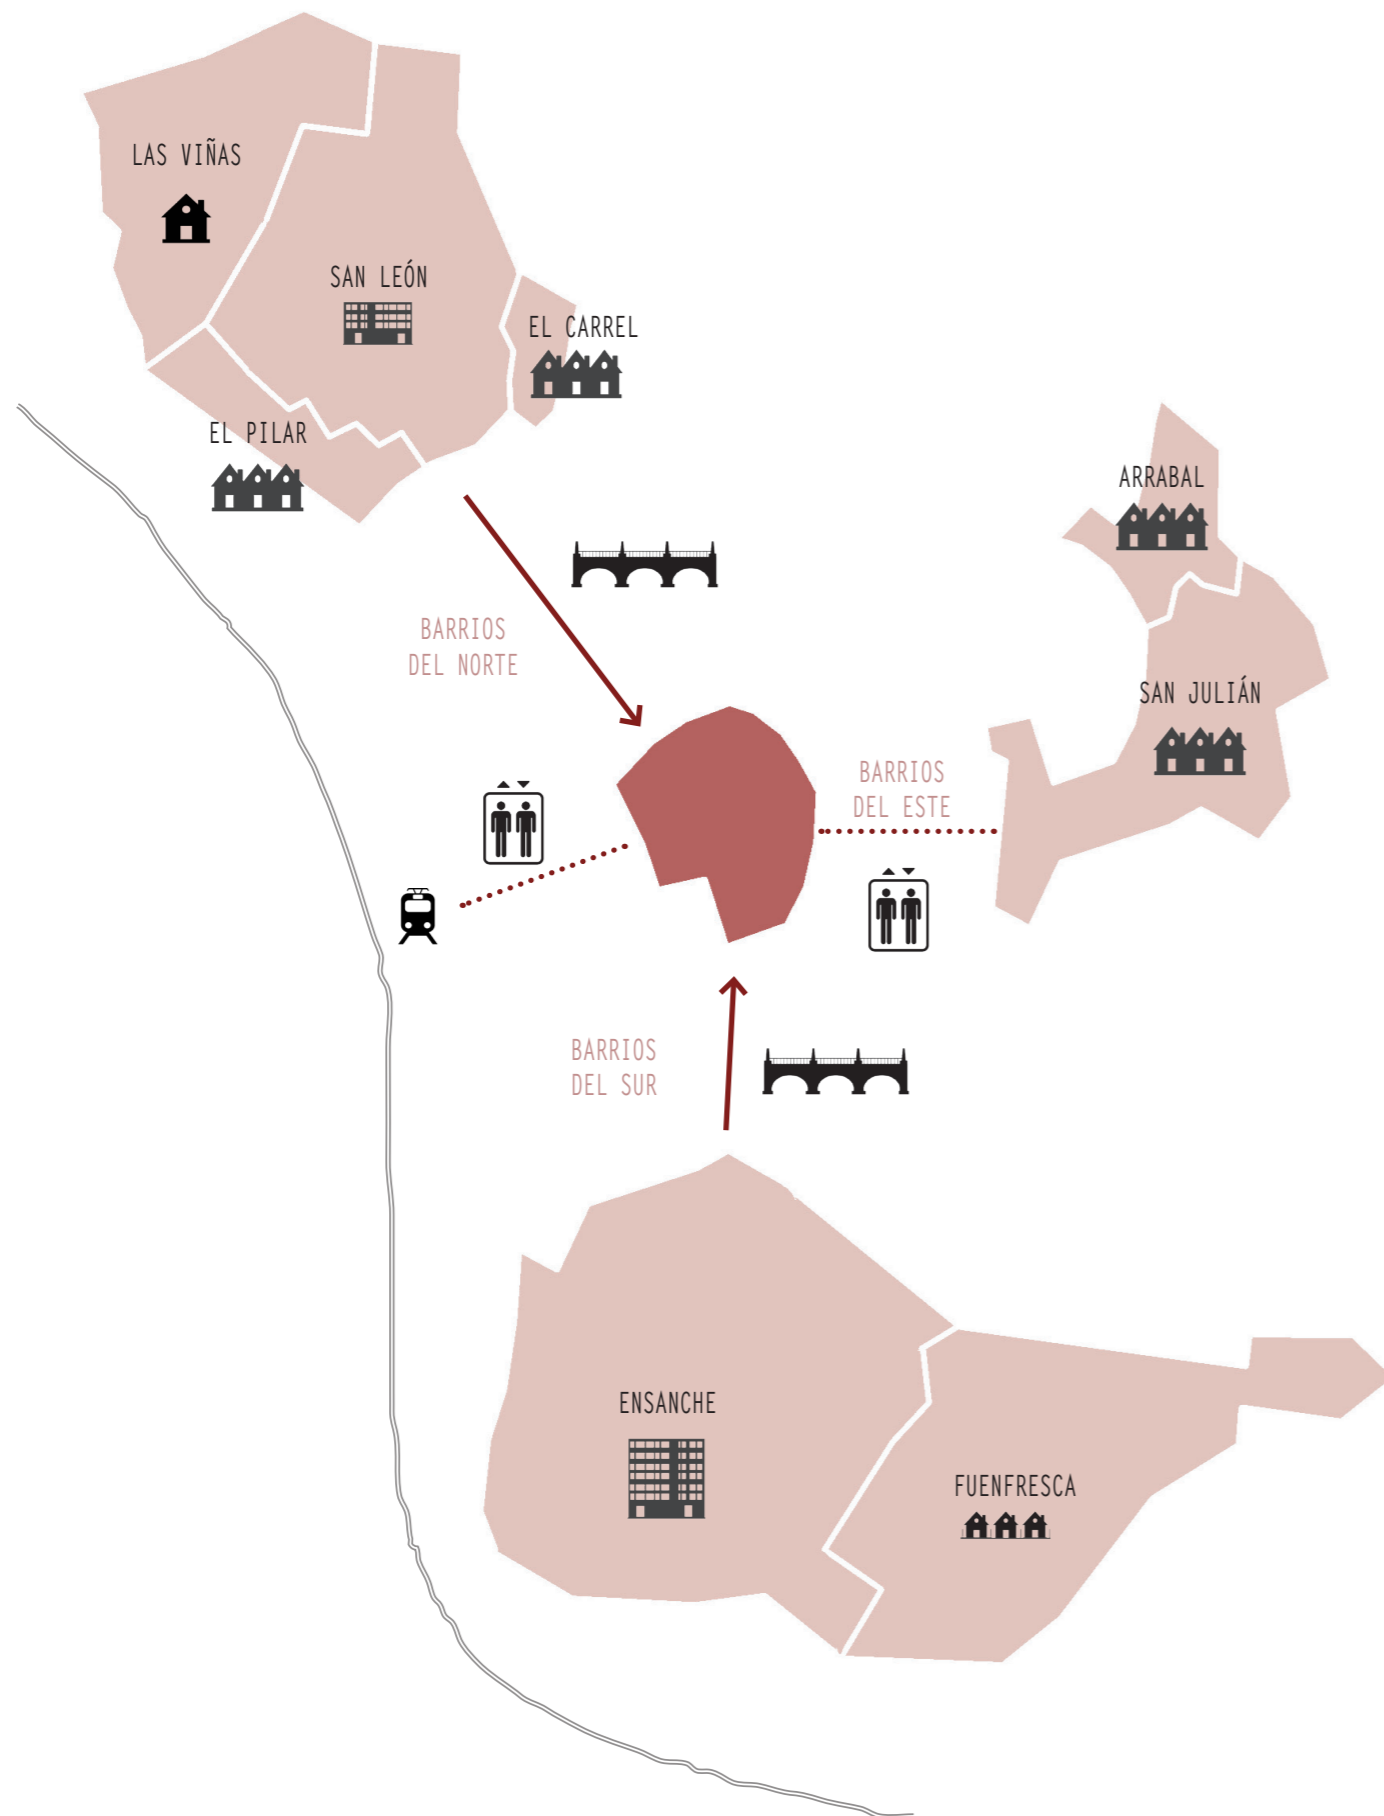 LAS VIÑAS
SAN LEÓN
EL CARREL
EL PILAR
ARRABAL
BARRIOS
DEL NORTE
SAN JULIÁN
BARRIOS
DEL ESTE
BARRIOS
DEL SUR
ENSANCHE
FUENFRESCA